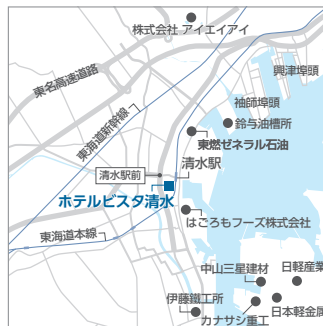 株式会社 アイエイアイ
東名高速道路
興津埠頭
東海道新幹線
袖師埠頭
鈴与油槽所
東燃ゼネラル石油
清水駅
清水駅前
ホテルビスタ清水
はごろもフーズ株式会社
東海道本線
中山三星建材
日軽産業
伊藤鐵工所
日本軽金属
カナサシ重工